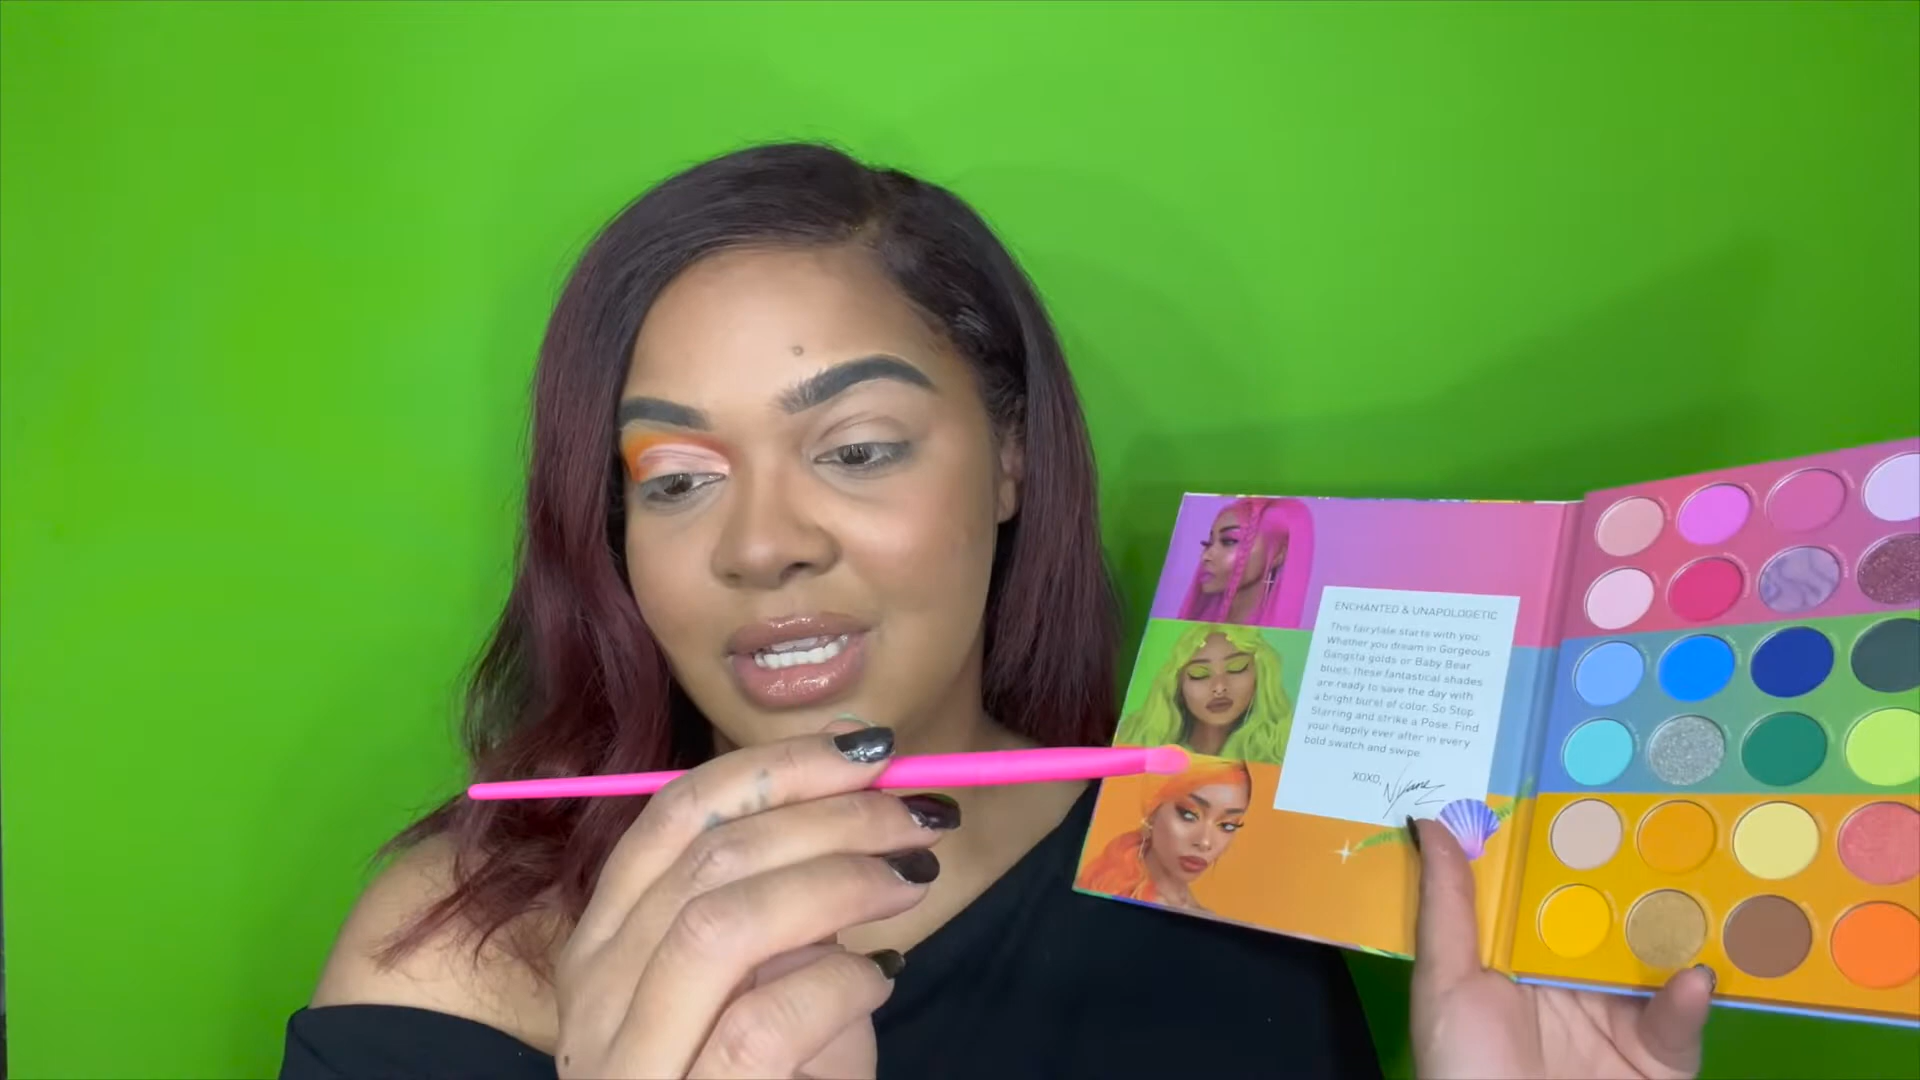 ENCHANTED & UNAPOLOGETIC
This fairytale starts with you.
Whether you dream in Gorgeous
Gangsta golds or Baby Bear
blues, these fantastical shades
are ready to save the day with
a bright burst of color. So Stop
Starring and strike a Pose. Find
your happily ever after in every
bold swatch and swipe.
XOXO,